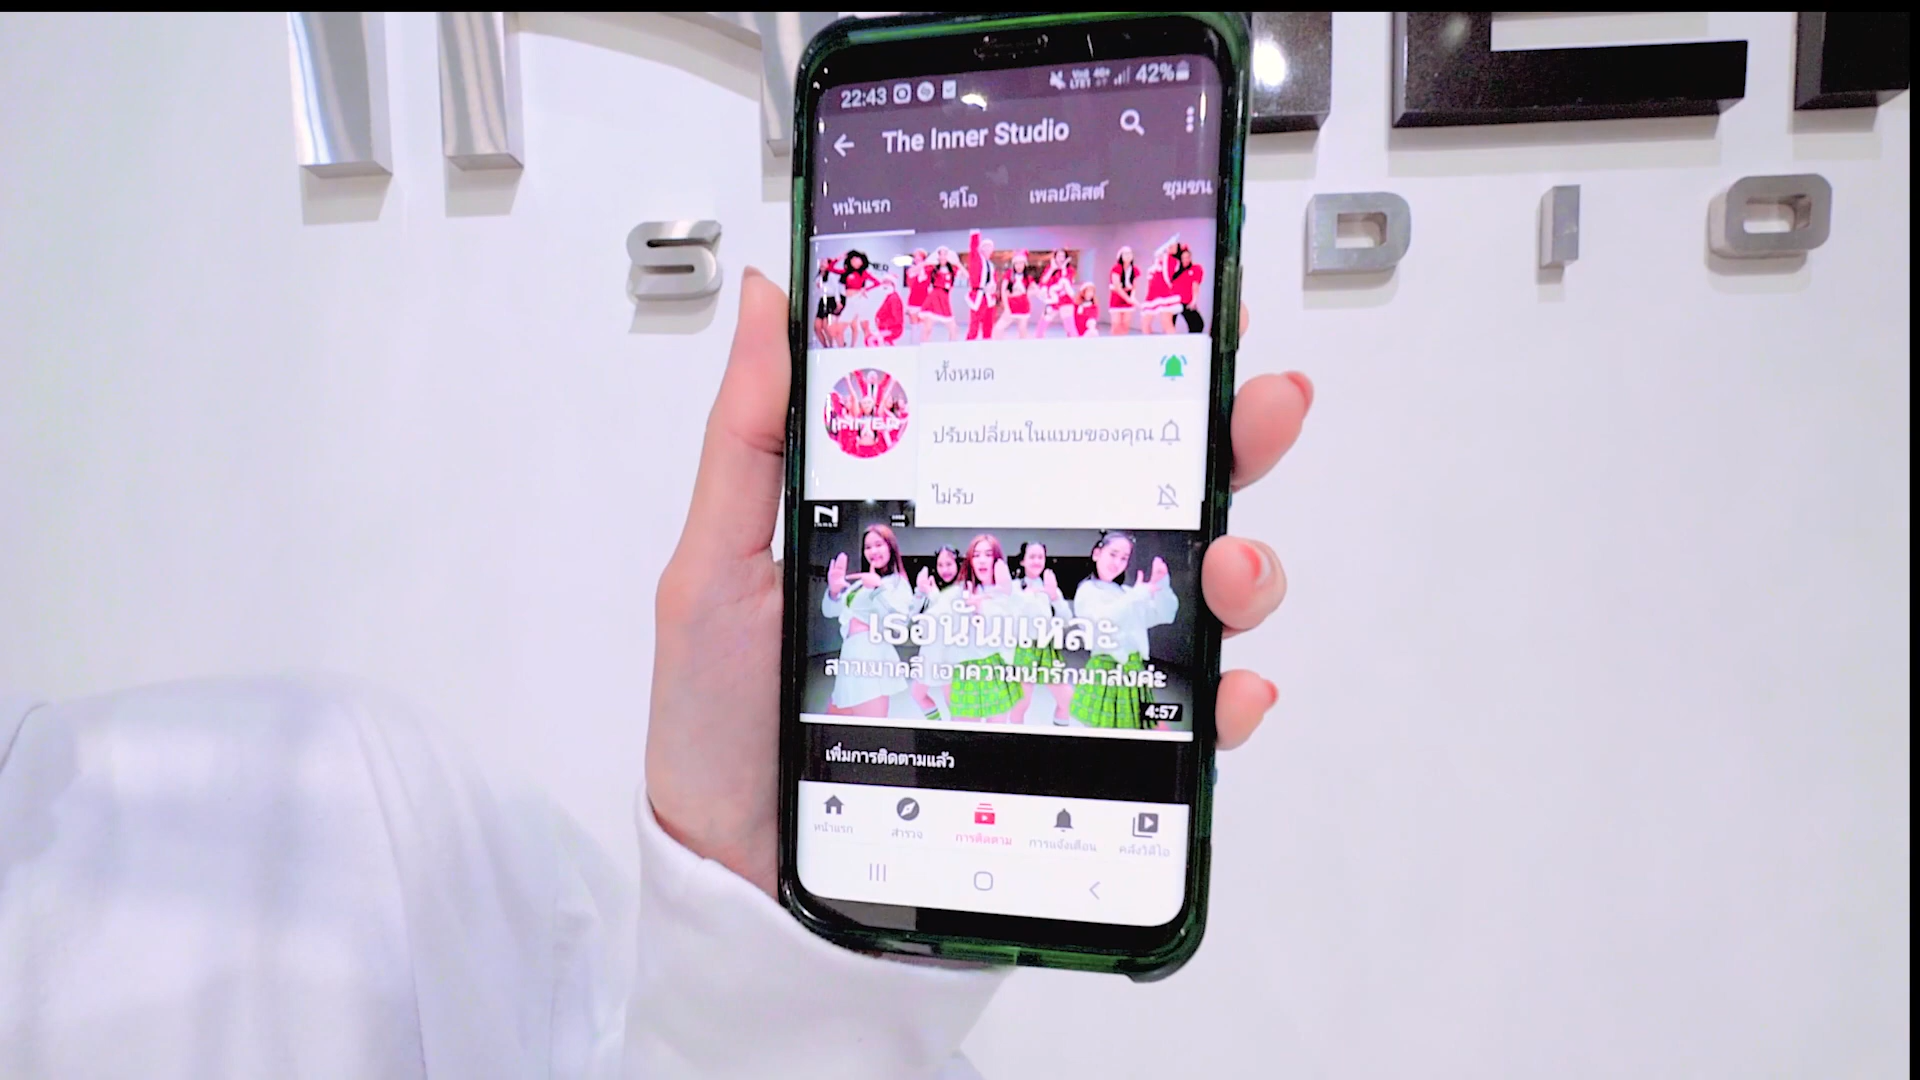 22:43
42%
The Inner Studio
หน้าแรก วิดีโอ เพลย์ลิสต์ ชุมชน
ทั้งหมด
INNER
ปรับเปลี่ยนในแบบของคุณ
ไม่รับ
เธอนั่นแหละ
สาวเมาคลี เอาความน่ารักมาส่งค่ะ
4:57
เพิ่มการติดตามแล้ว
หน้าแรก สำรวจ การติดตาม การแจ้งเตือน คลังวิดีโอ
S DIO